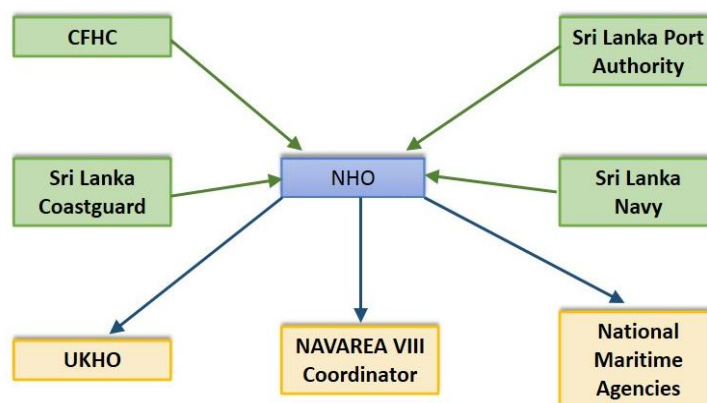 CFHC
Sri Lanka Port
Authority
Sri Lanka
Coastguard
NHO
Sri Lanka
Navy
UKHO
NAVAREA VIII
Coordinator
National
Maritime
Agencies